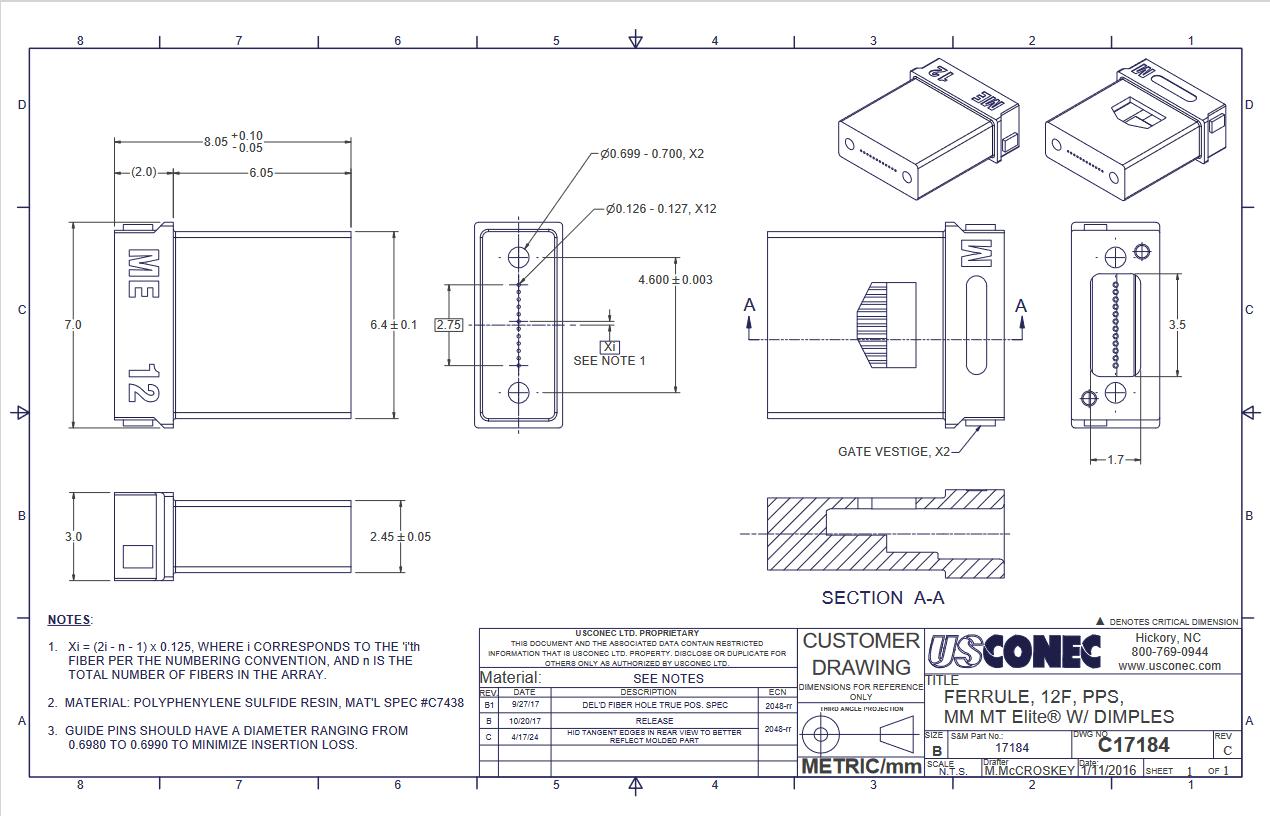 8 7 6 5 4 3 2 1
D
D
C
C
B
B
A
A
12
ME
M
8.05 +0.10
- 0.05
(2.0)
6.05
ME
12
7.0
6.4 ± 0.1
Ø0.699 - 0.700, X2
Ø0.126 - 0.127, X12
4.600 ± 0.003
2.75
Xi
SEE NOTE 1
A
A
M
3.5
1.7
GATE VESTIGE, X2
3.0
2.45 ± 0.05
SECTION A-A
NOTES:
1. Xi = (2i - n - 1) x 0.125, WHERE i CORRESPONDS TO THE 'i'th
FIBER PER THE NUMBERING CONVENTION, AND n IS THE
TOTAL NUMBER OF FIBERS IN THE ARRAY.
2. MATERIAL: POLYPHENYLENE SULFIDE RESIN, MAT'L SPEC #C7438
3. GUIDE PINS SHOULD HAVE A DIAMETER RANGING FROM
0.6980 TO 0.6990 TO MINIMIZE INSERTION LOSS.
▲ DENOTES CRITICAL DIMENSION
USCONEC LTD. PROPRIETARY
THIS DOCUMENT AND THE ASSOCIATED DATA CONTAIN RESTRICTED
INFORMATION THAT IS USCONEC LTD. PROPERTY. DISCLOSE OR DUPLICATE FOR
OTHERS ONLY AS AUTHORIZED BY USCONEC LTD.
Material: SEE NOTES
REV. DATE DESCRIPTION ECN
B1 9/27/17 DEL'D FIBER HOLE TRUE POS. SPEC 2048-rr
B 10/20/17 RELEASE
C 4/17/24 HID TANGENT EDGES IN REAR VIEW TO BETTER
REFLECT MOLDED PART
2048-rr
CUSTOMER
DRAWING
DIMENSIONS FOR REFERENCE
ONLY
THIRD ANGLE PROJECTION
METRIC/mm
USCONEC
Hickory, NC
800-769-0944
www.usconec.com
TITLE
FERRULE, 12F, PPS,
MM MT Elite® W/ DIMPLES
SIZE
B
S&M Part No.:
17184
DWG NO.
C17184
REV
C
SCALE
N.T.S.
Drafter
M.McCROSKEY
Date:
1/11/2016
SHEET 1 OF 1
8 7 6 5 4 3 2 1